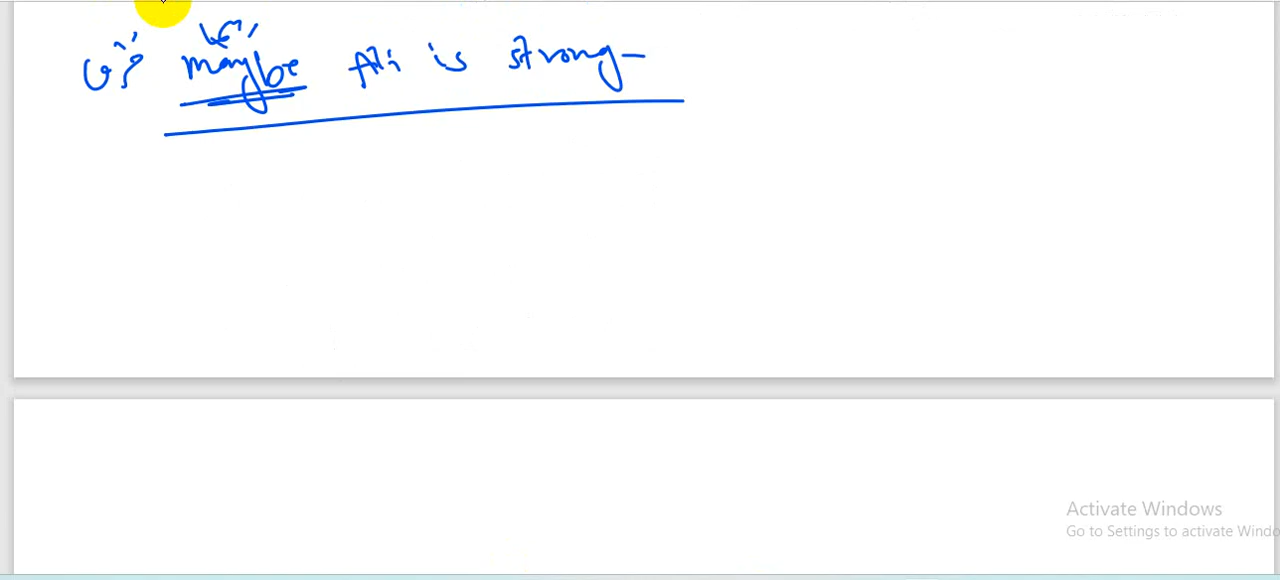 maybe Ali is strong-
Activate Windows
Go to Settings to activate Windo